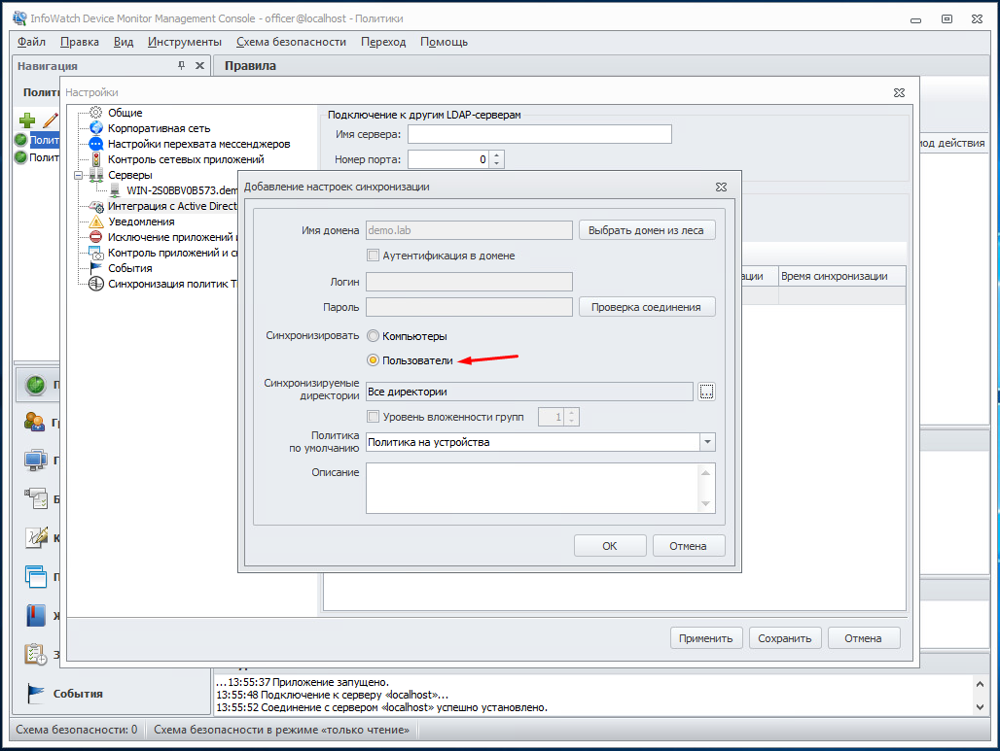 InfoWatch Device Monitor Management Console - officer@localhost - Политики
Файл Правка Вид Инструменты Схема безопасности Переход Помощь
Навигация
Правила
Полит
Настройки
Полит
Полит
од действия
Общие
Корпоративная сеть
Настройки перехвата мессенджеров
Контроль сетевых приложений
Серверы
WIN-2S0BBV0B573.dem
Интеграция с Active Direct
Уведомления
Исключение приложений и
Контроль приложений и с
События
Синхронизация политик T
Подключение к другим LDAP-серверам
Имя сервера:
Номер порта: 0
ации Время синхронизации
Добавление настроек синхронизации
Имя домена demo.lab Выбрать домен из леса
Аутентификация в домене
Логин
Пароль Проверка соединения
Синхронизировать Компьютеры
Пользователи
Синхронизируемые
директории Все директории ...
Уровень вложенности групп 1
Политика
по умолчанию Политика на устройства
Описание
OK Отмена
Применить Сохранить Отмена
П
Гр
Г
Б
К
П
Ж
З
События
...13:55:37 Приложение запущено.
13:55:48 Подключение к серверу «localhost»...
13:55:52 Соединение с сервером «localhost» успешно установлено.
Схема безопасности: 0 Схема безопасности в режиме «только чтение»